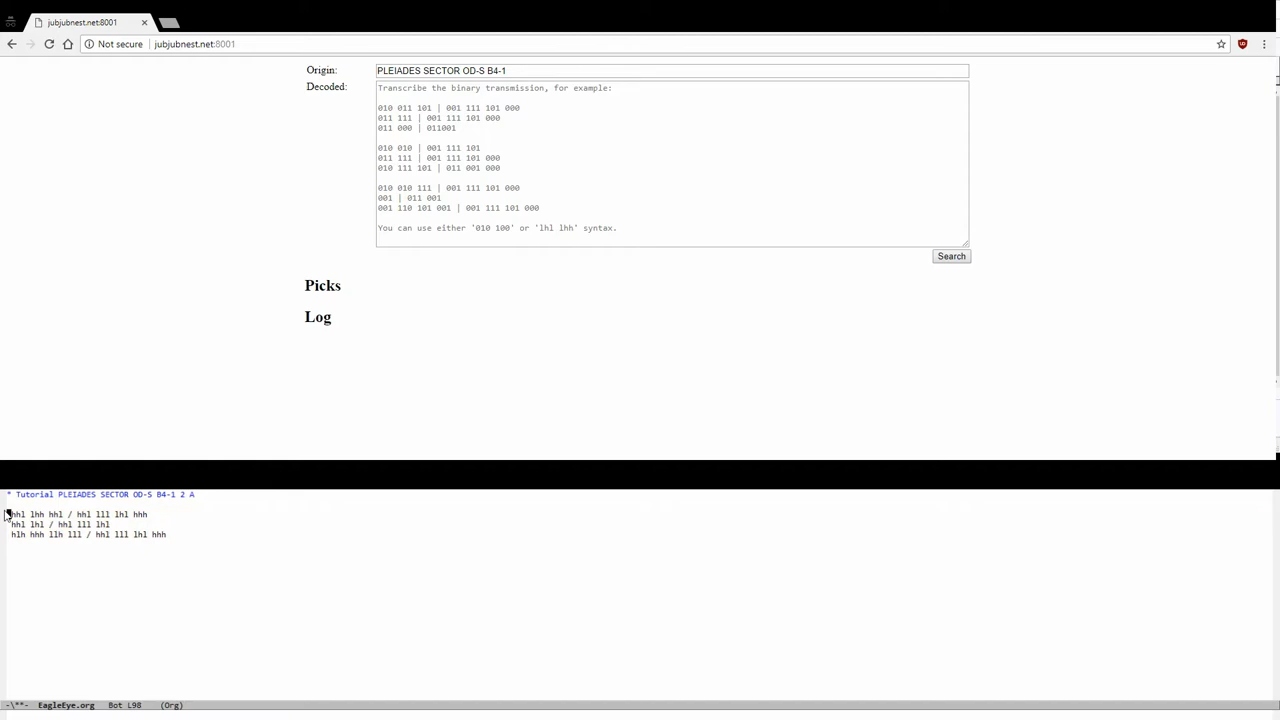 jubjubnest.net:8001
Not secure | jubjubnest.net:8001
Origin: PLEIADES SECTOR OD-S B4-1
Decoded: Transcribe the binary transmission, for example:
010 011 101 | 001 111 101 000
011 111 | 001 111 101 000
011 000 | 011001
010 010 | 001 111 101
011 111 | 001 111 101 000
010 111 101 | 011 001 000
010 010 111 | 001 111 101 000
001 | 011 001
001 110 101 001 | 001 111 101 000
You can use either '010 100' or 'lhl lhh' syntax.
Search
Picks
Log
* Tutorial PLEIADES SECTOR OD-S B4-1 2 A
hhl lhh hhl / hhl lll lhl hhh
hhl lhl / hhl lll lhl
hlh hhh llh lll / hhl lll lhl hhh
-\**- EagleEye.org Bot L98 (Org)